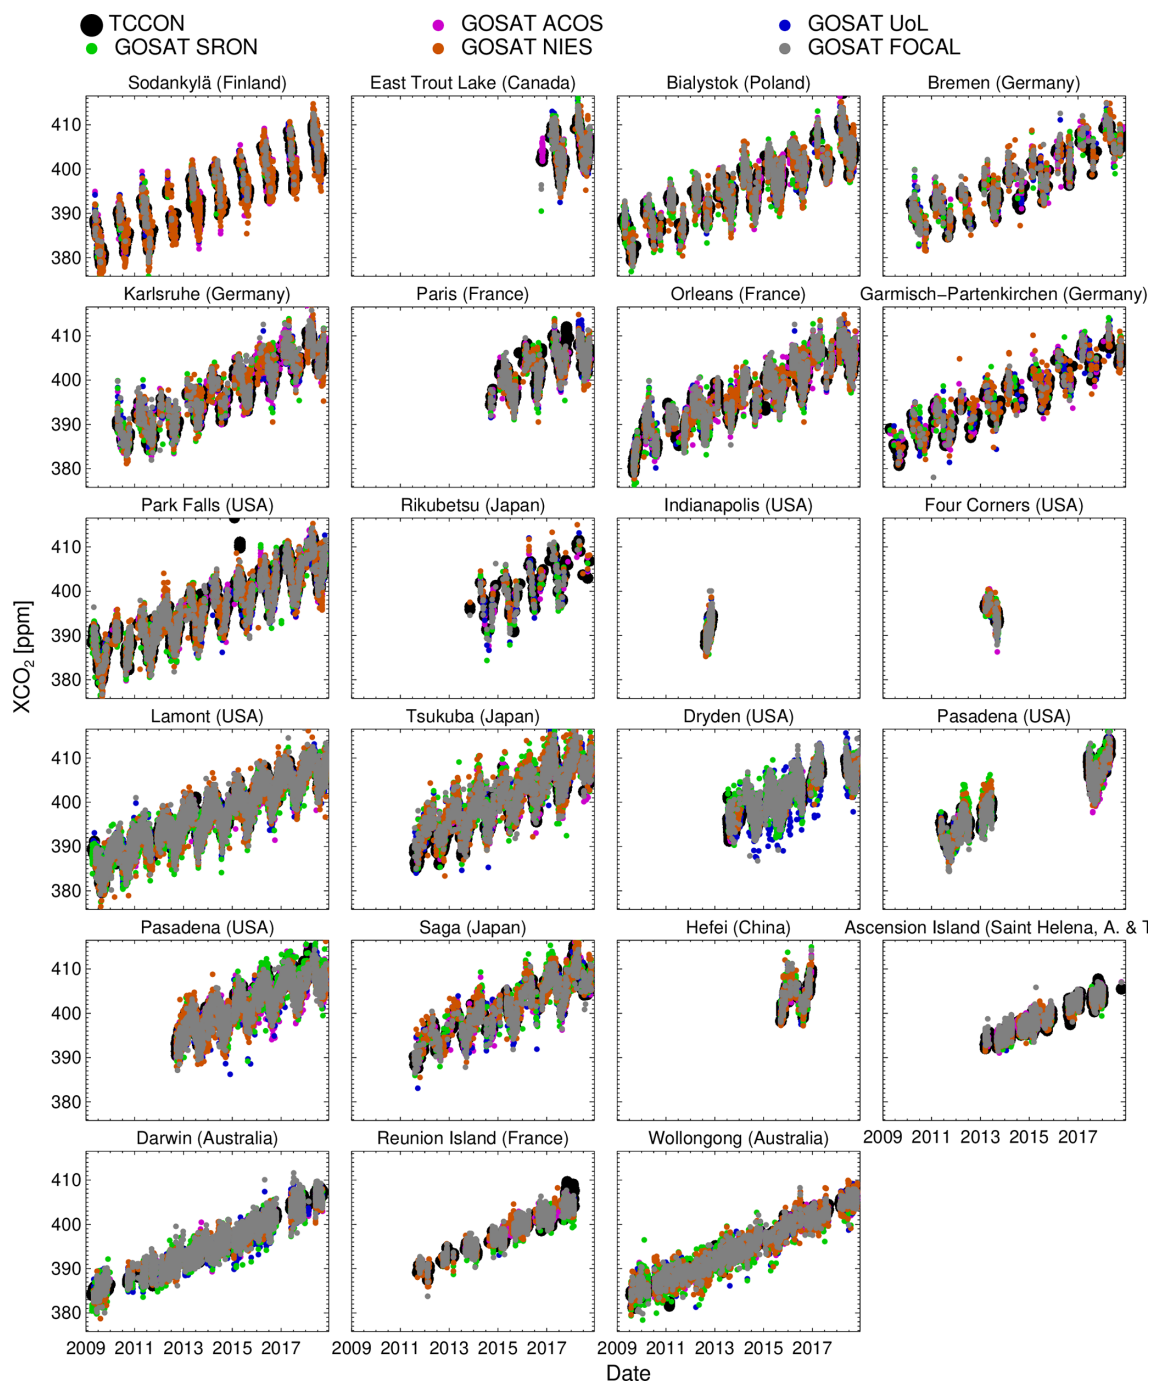 TCCON GOSAT ACOS GOSAT UoL
GOSAT SRON GOSAT NIES GOSAT FOCAL
Sodankylä (Finland) East Trout Lake (Canada) Bialystok (Poland) Bremen (Germany)
410
400
390
380
Karlsruhe (Germany) Paris (France) Orleans (France) Garmisch−Partenkirchen (Germany)
410
400
390
380
Park Falls (USA) Rikubetsu (Japan) Indianapolis (USA) Four Corners (USA)
410
400
390
380
XCO₂ [ppm]
Lamont (USA) Tsukuba (Japan) Dryden (USA) Pasadena (USA)
410
400
390
380
Pasadena (USA) Saga (Japan) Hefei (China) Ascension Island (Saint Helena, A. & T
410
400
390
380
2009 2011 2013 2015 2017
Darwin (Australia) Reunion Island (France) Wollongong (Australia)
410
400
390
380
2009 2011 2013 2015 2017 2009 2011 2013 2015 2017 2009 2011 2013 2015 2017
Date